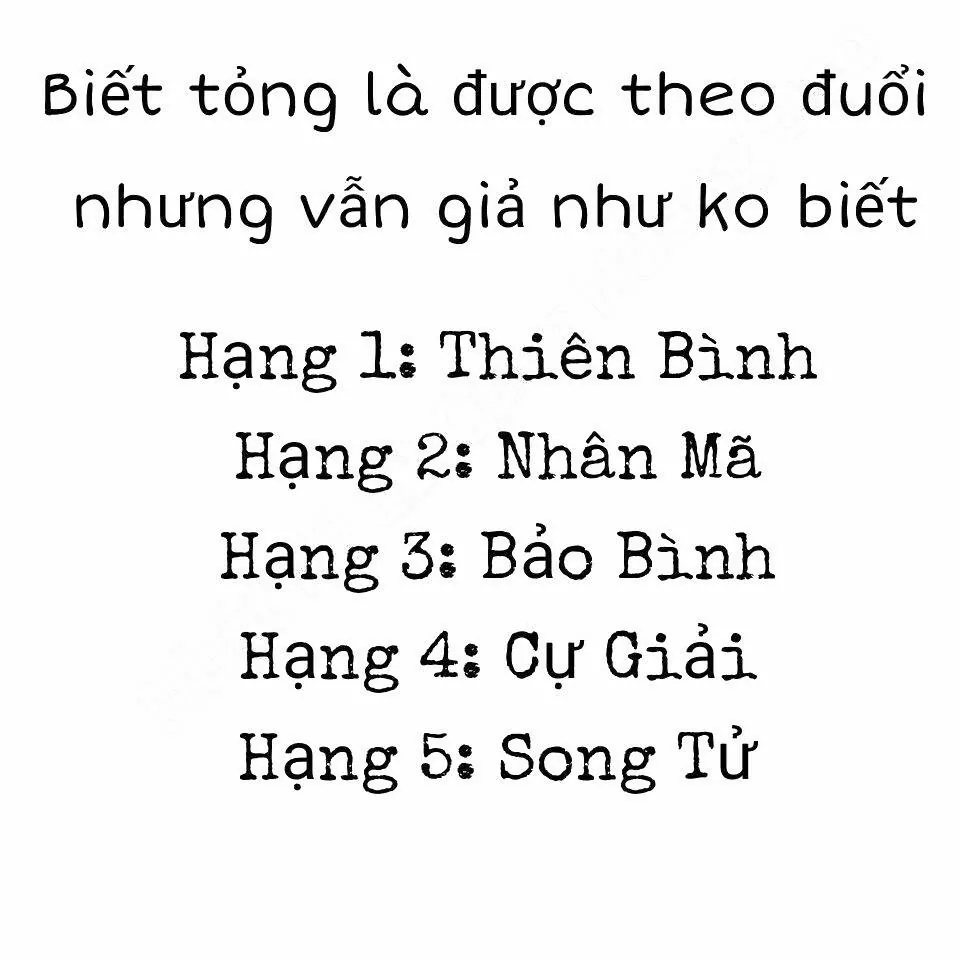 Biết tỏng là được theo đuổi
nhưng vẫn giả như ko biết
Hạng 1: Thiên Bình
Hạng 2: Nhân Mã
Hạng 3: Bảo Bình
Hạng 4: Cự Giải
Hạng 5: Song Tử